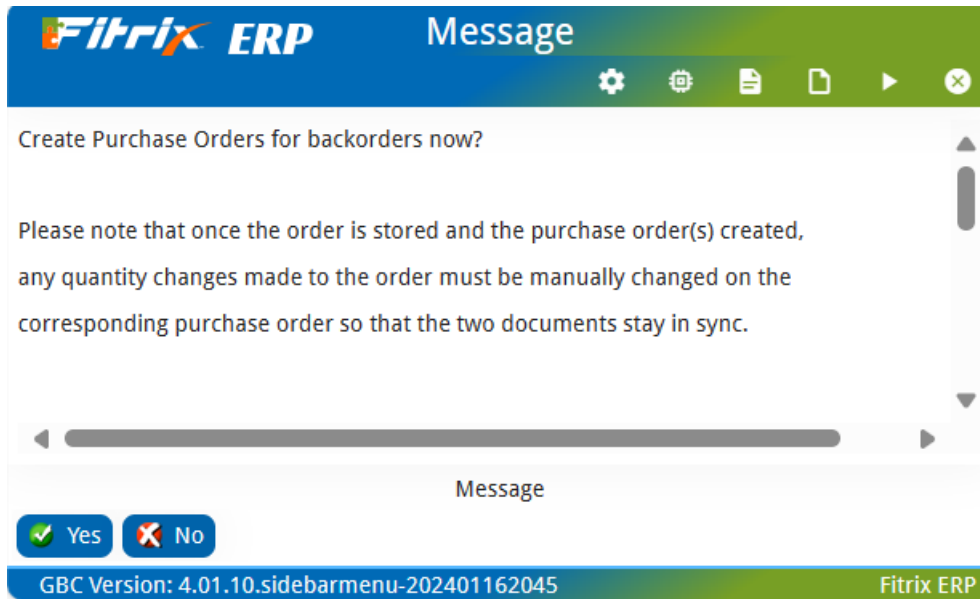 Fitrix ERP
Message
Create Purchase Orders for backorders now?
Please note that once the order is stored and the purchase order(s) created,
any quantity changes made to the order must be manually changed on the
corresponding purchase order so that the two documents stay in sync.
Message
Yes
No
GBC Version: 4.01.10.sidebarmenu-202401162045
Fitrix ERP